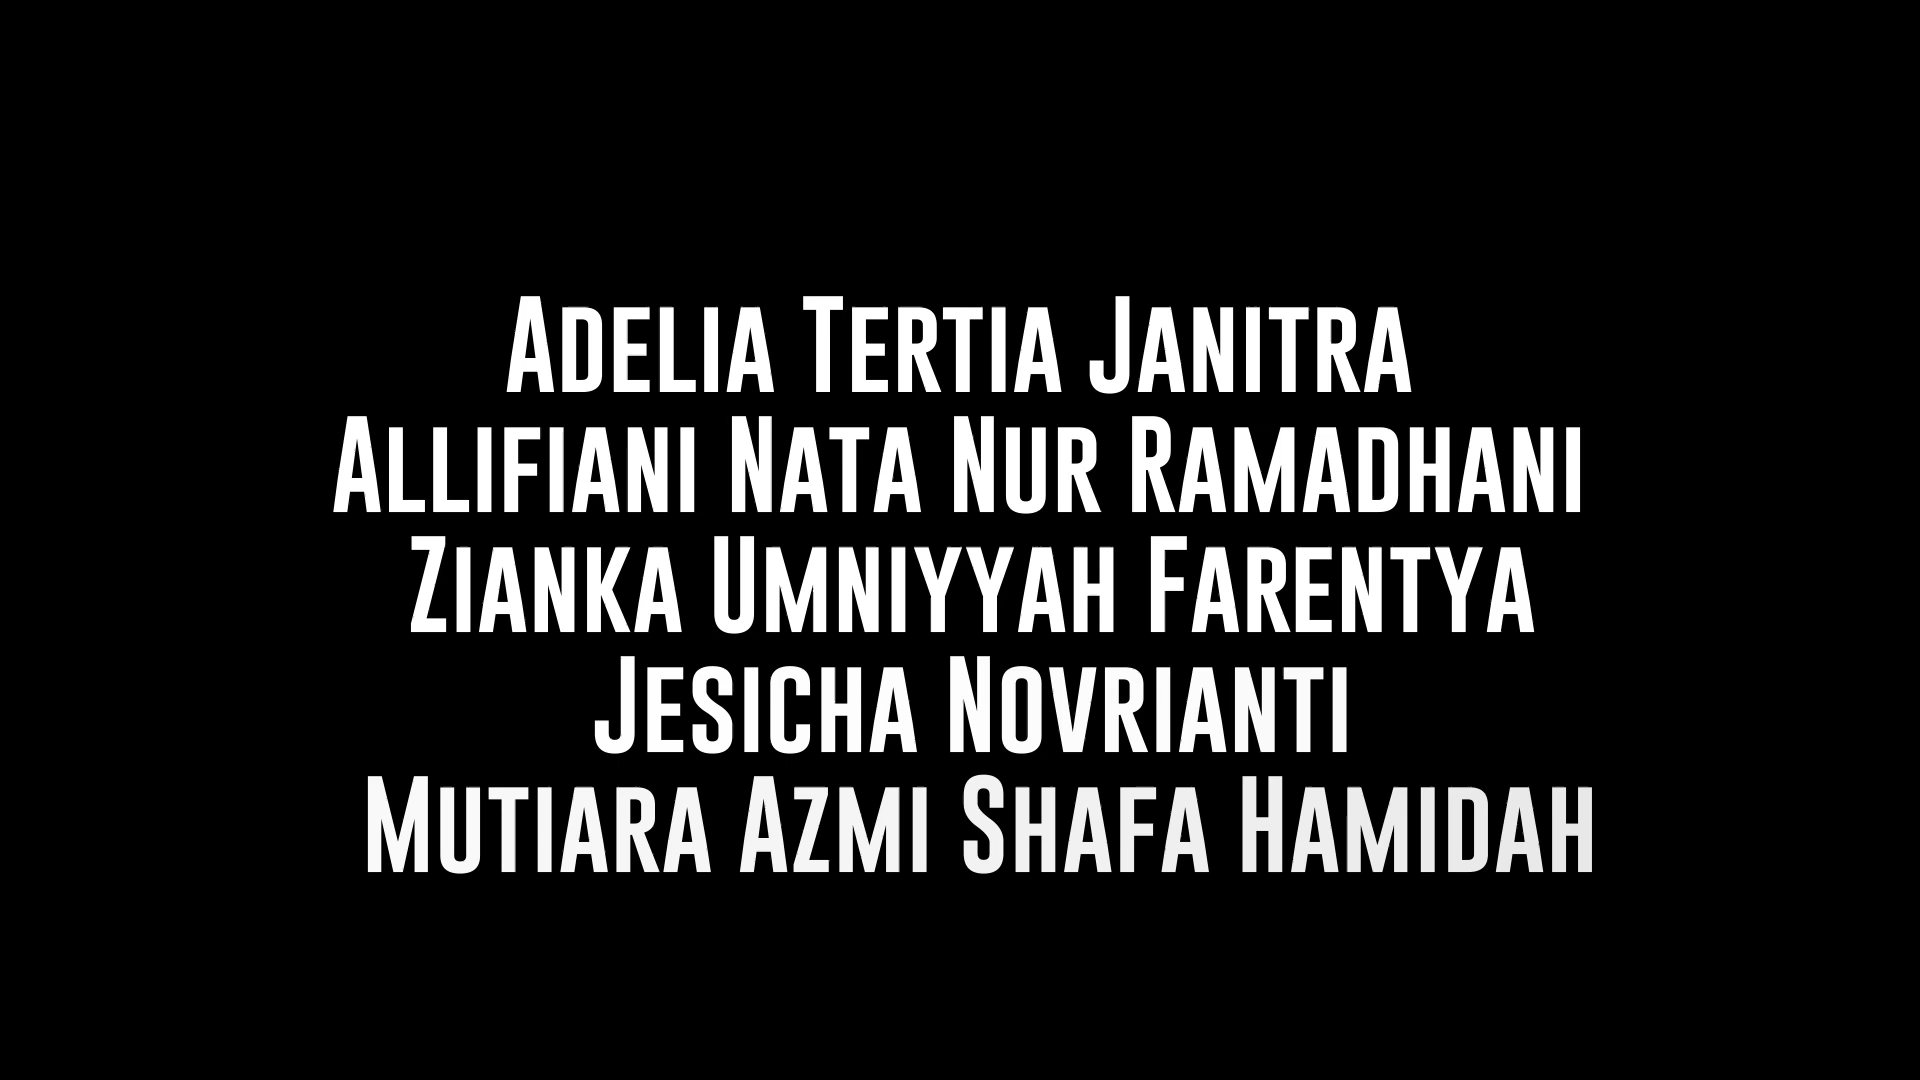 Adelia Tertia Janitra
Allifiani Nata Nur Ramadhani
Zianka Umniyyah Farentya
Jesicha Novrianti
Mutiara Azmi Shafa Hamidah